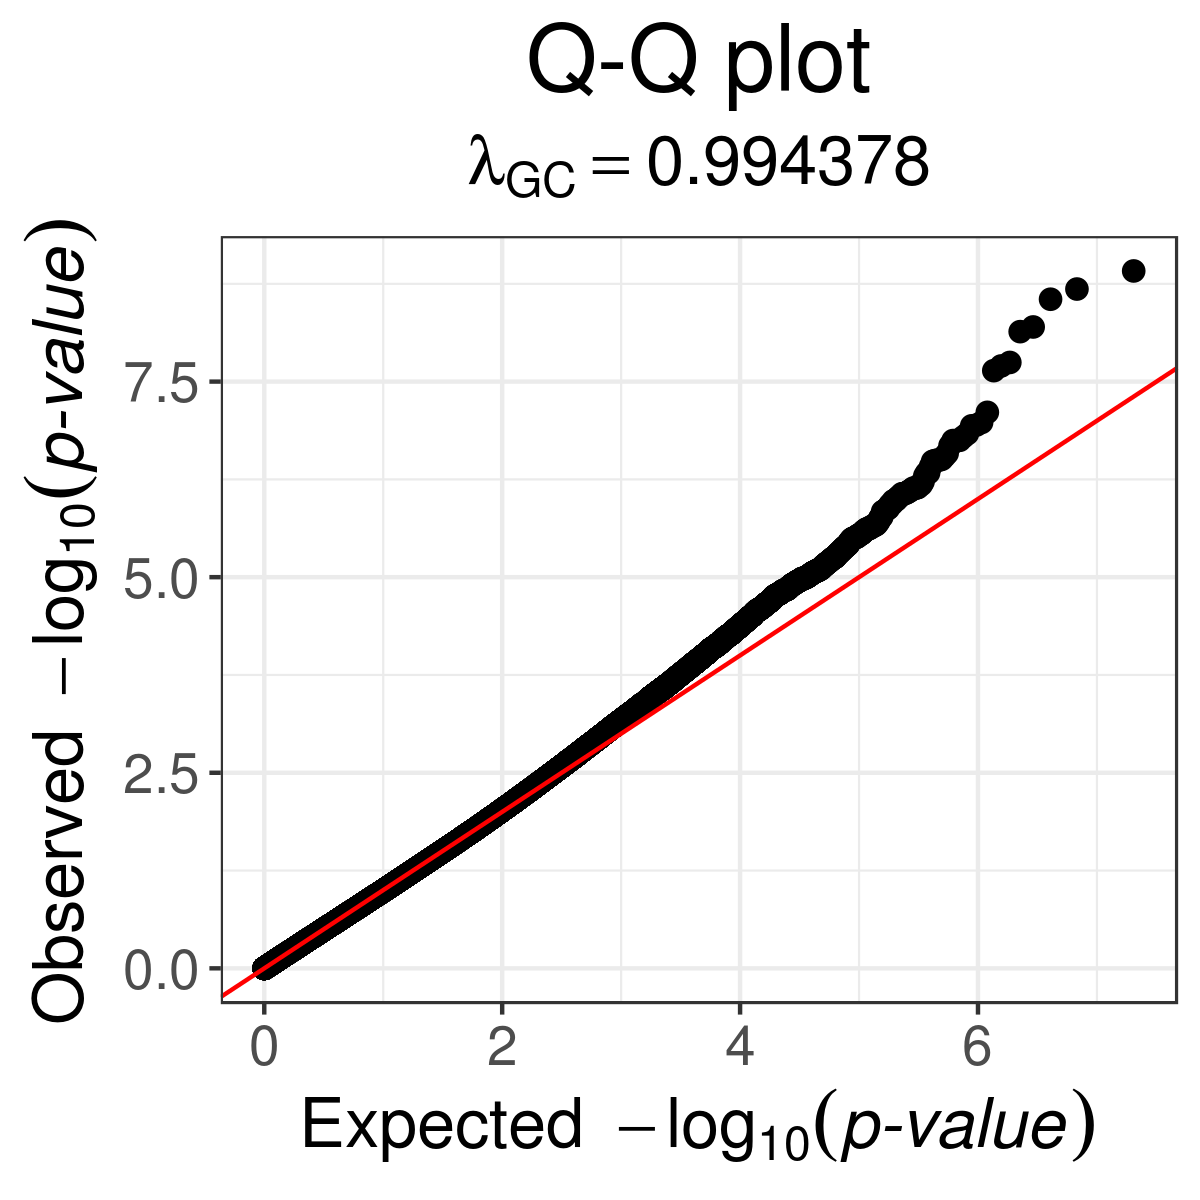 Q-Q plot
λGC = 0.994378
Observed −log10(p-value)
7.5
5.0
2.5
0.0
0 2 4 6
Expected −log10(p-value)